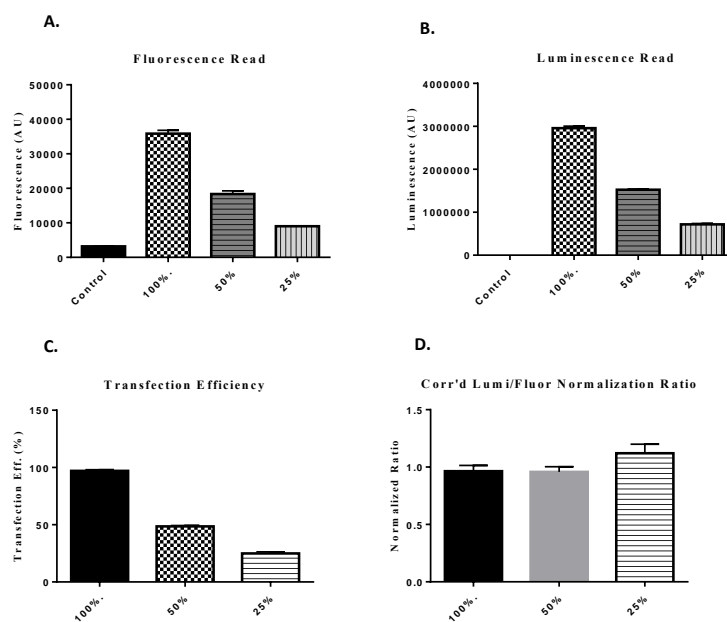 A.
Fluorescence Read
Fluorescence (AU)
50000
40000
30000
20000
10000
0
Control
100%.
50%
25%
B.
Luminescence Read
Luminescence (AU)
4000000
3000000
2000000
1000000
0
Control
100%.
50%
25%
C.
Transfection Efficiency
Transfection Eff. (%)
150
100
50
0
100%.
50%
25%
D.
Corr'd Lumi/Fluor Normalization Ratio
Normalized Ratio
1.5
1.0
0.5
0.0
100%.
50%
25%